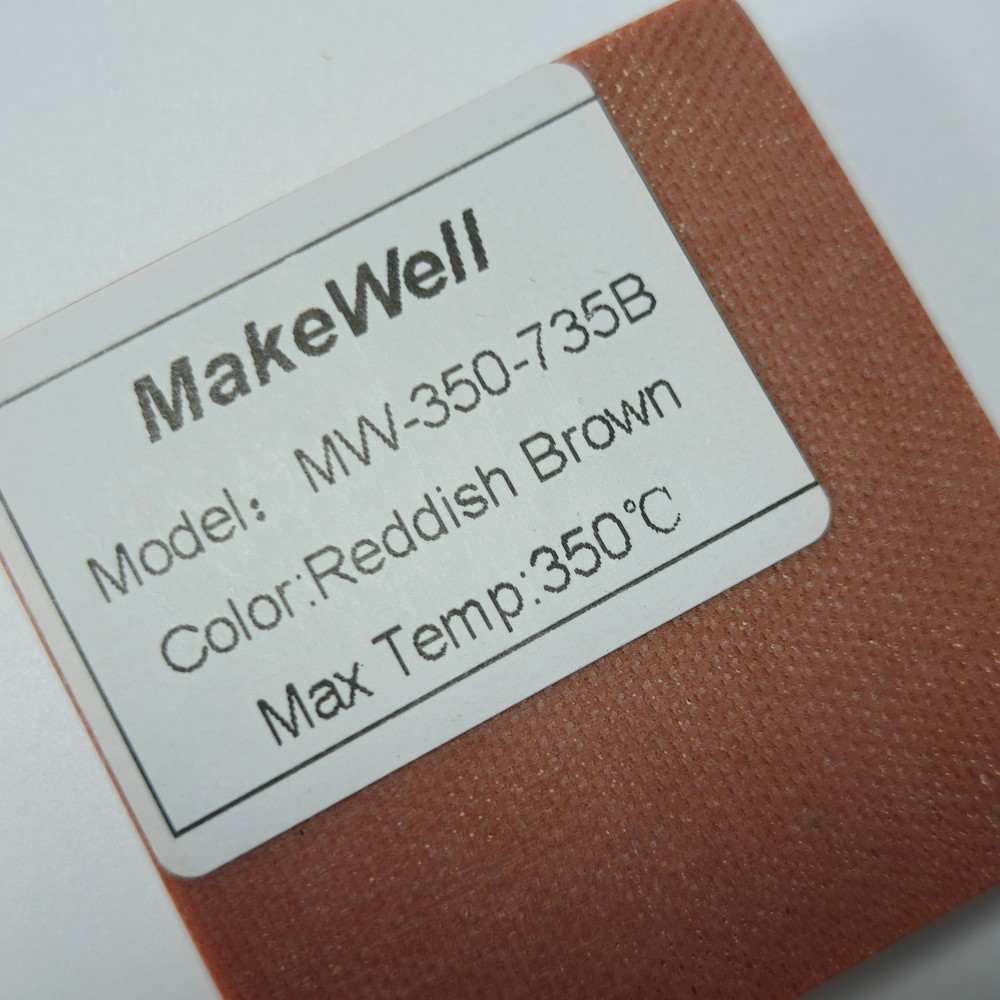 MakeWell
Model：MW-350-735B
Color:Reddish Brown
Max Temp:350℃